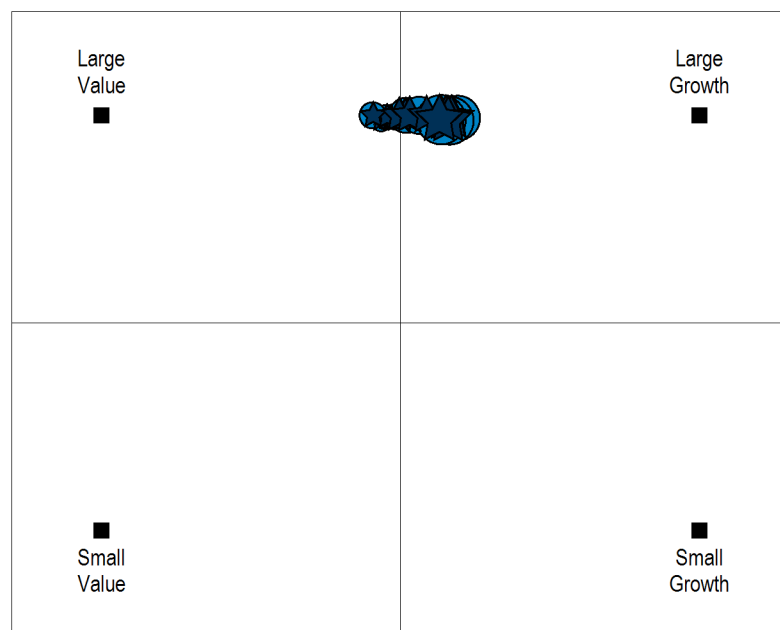 Large
Value
Large
Growth
Small
Value
Small
Growth